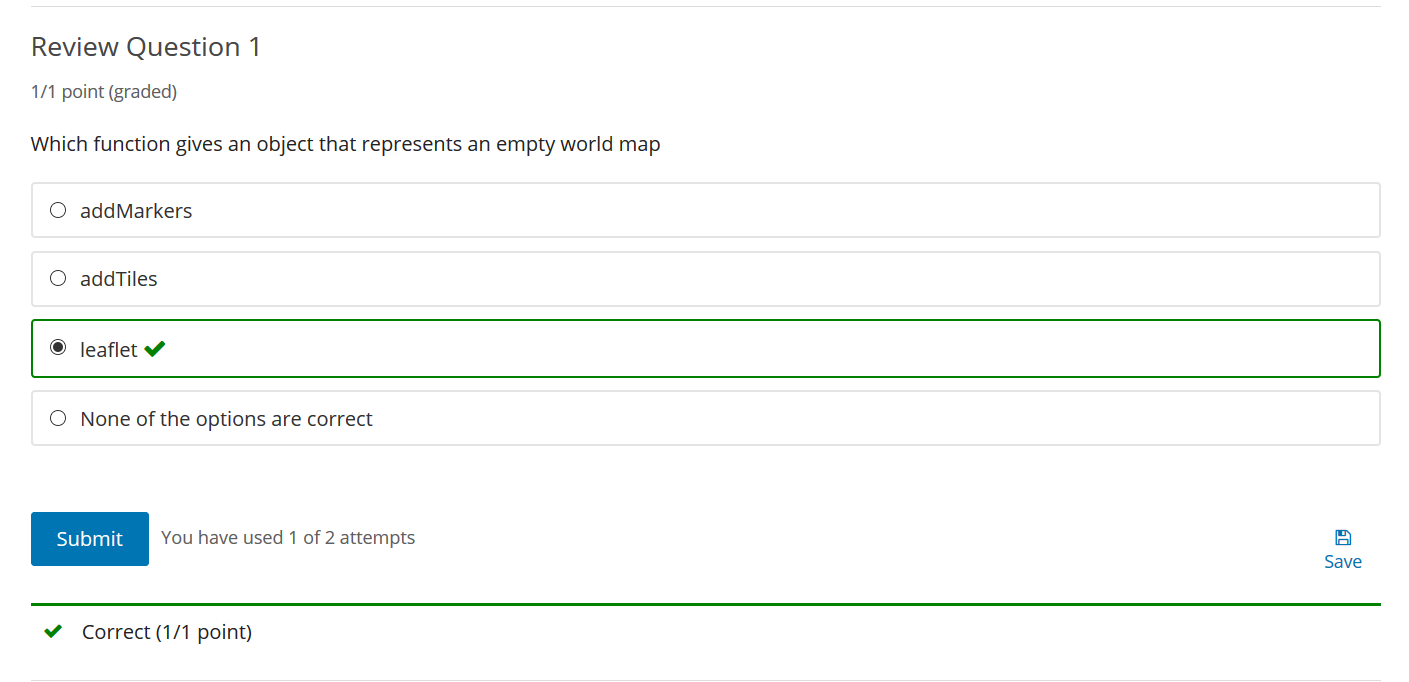 Review Question 1
1/1 point (graded)
Which function gives an object that represents an empty world map
addMarkers
addTiles
leaflet
None of the options are correct
Submit
You have used 1 of 2 attempts
Save
Correct (1/1 point)